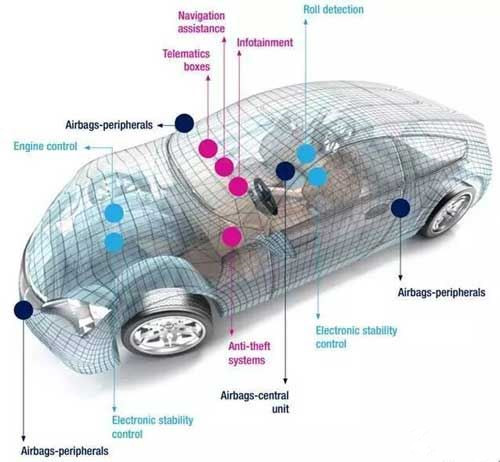 Roll detection
Navigation
assistance
Telematics
boxes
Infotainment
Airbags-peripherals
Engine control
Airbags-peripherals
Electronic stability
control
Anti-theft
systems
Airbags-central
unit
Electronic stability
control
Airbags-peripherals